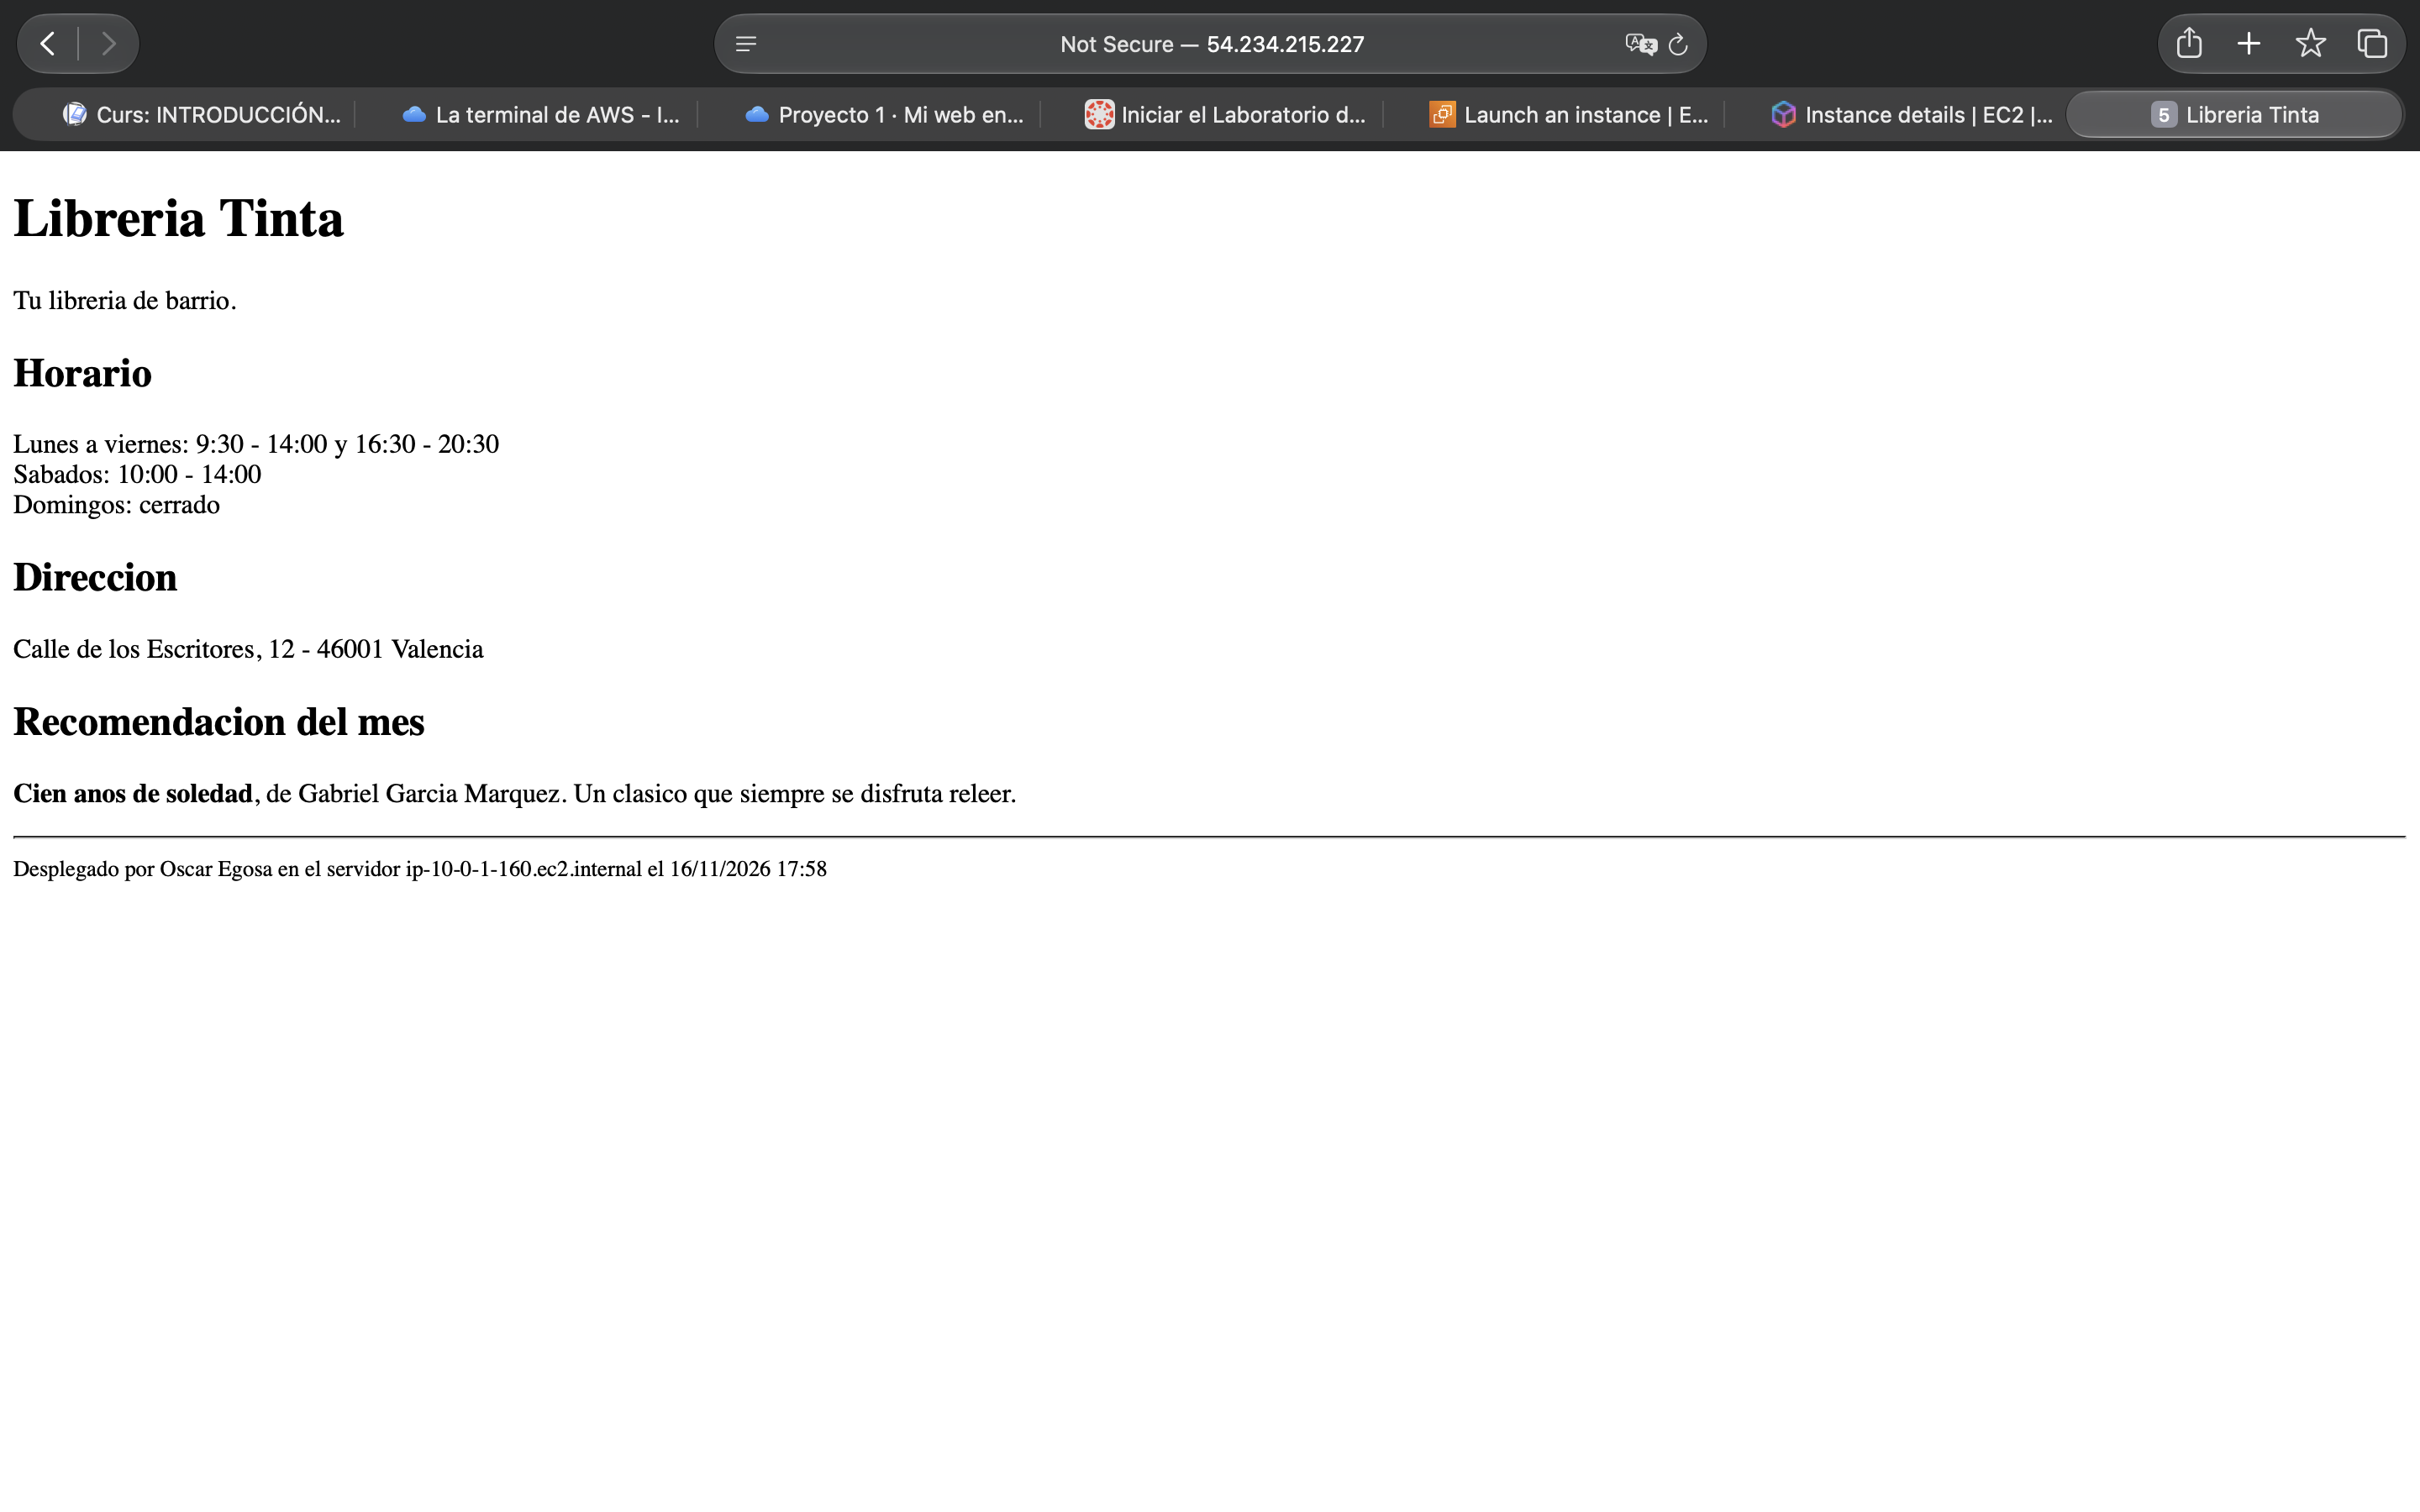 Not Secure — 54.234.215.227
Curs: INTRODUCCIÓN...
La terminal de AWS - I...
Proyecto 1 · Mi web en...
Iniciar el Laboratorio d...
Launch an instance | E...
Instance details | EC2 |...
5 Libreria Tinta
Libreria Tinta
Tu libreria de barrio.
Horario
Lunes a viernes: 9:30 - 14:00 y 16:30 - 20:30
Sabados: 10:00 - 14:00
Domingos: cerrado
Direccion
Calle de los Escritores, 12 - 46001 Valencia
Recomendacion del mes
Cien anos de soledad, de Gabriel Garcia Marquez. Un clasico que siempre se disfruta releer.
Desplegado por Oscar Egosa en el servidor ip-10-0-1-160.ec2.internal el 16/11/2026 17:58